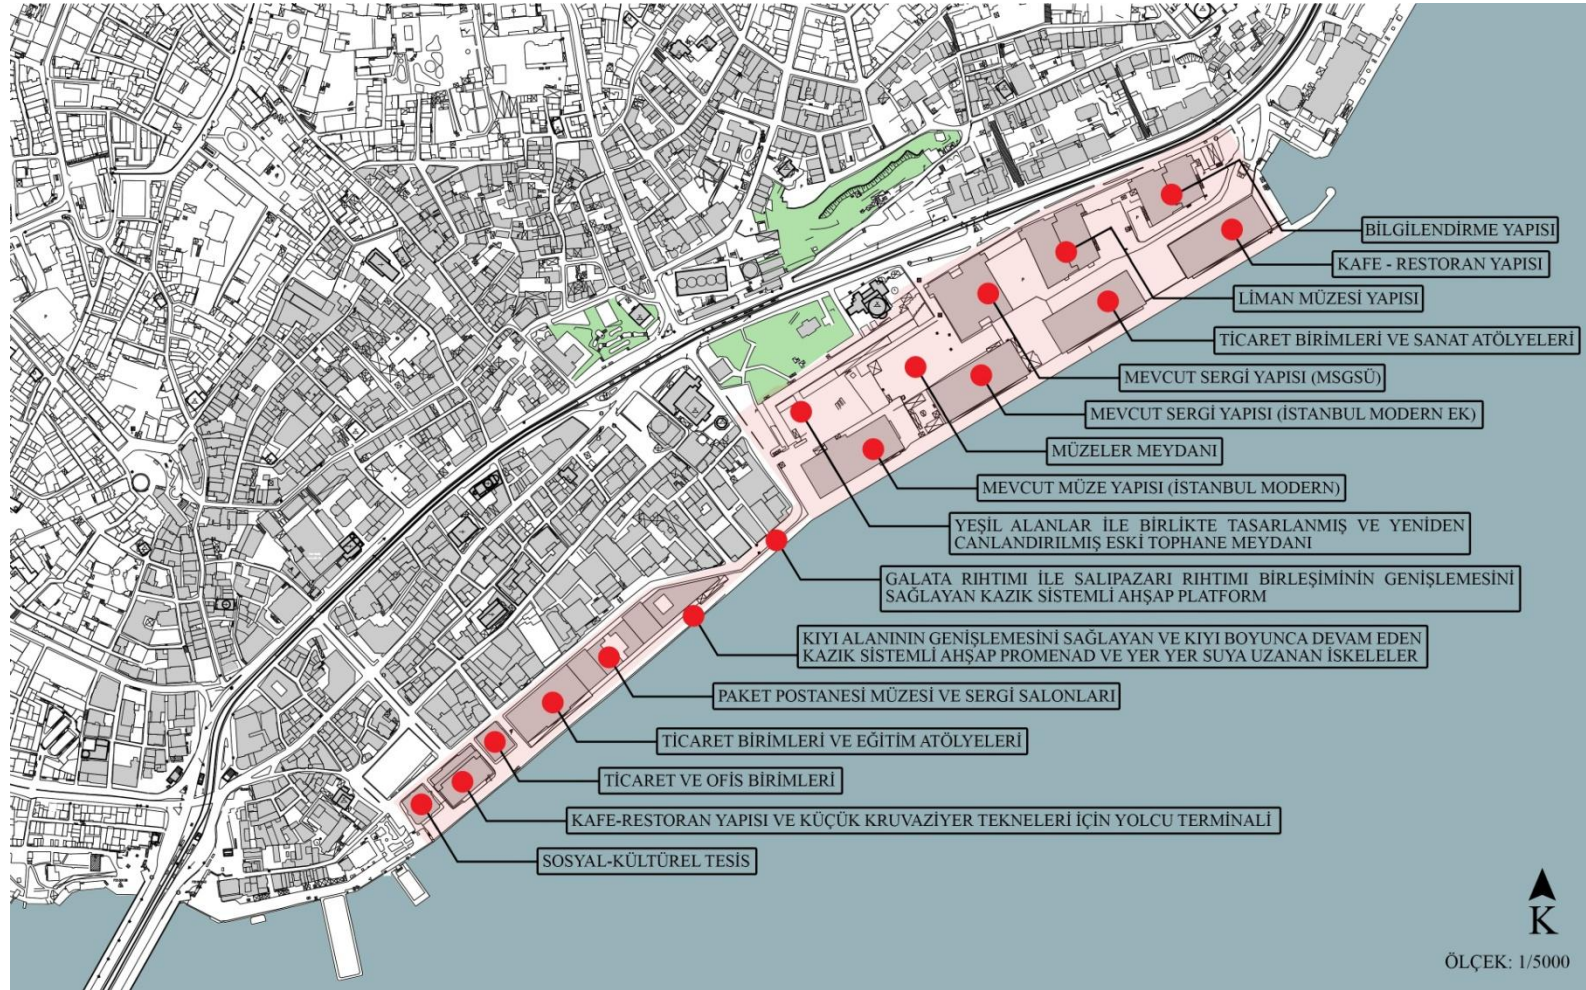 BİLGİLENDİRME YAPISI
KAFE - RESTORAN YAPISI
LİMAN MÜZESİ YAPISI
TİCARET BİRİMLERİ VE SANAT ATÖLYELERİ
MEVCUT SERGİ YAPISI (MSGSÜ)
MEVCUT SERGİ YAPISI (İSTANBUL MODERN EK)
MÜZELER MEYDANI
MEVCUT MÜZE YAPISI (İSTANBUL MODERN)
YEŞİL ALANLAR İLE BİRLİKTE TASARLANMIŞ VE YENİDEN
CANLANDIRILMIŞ ESKİ TOPHANE MEYDANI
GALATA RIHTIMI İLE SALIPAZARI RIHTIMI BİRLEŞİMİNİN GENİŞLEMESİNİ
SAĞLAYAN KAZIK SİSTEMLİ AHŞAP PLATFORM
KIYI ALANININ GENİŞLEMESİNİ SAĞLAYAN VE KIYI BOYUNCA DEVAM EDEN
KAZIK SİSTEMLİ AHŞAP PROMENAD VE YER YER SUYA UZANAN İSKELELER
PAKET POSTANESİ MÜZESİ VE SERGİ SALONLARI
TİCARET BİRİMLERİ VE EĞİTİM ATÖLYELERİ
TİCARET VE OFİS BİRİMLERİ
KAFE-RESTORAN YAPISI VE KÜÇÜK KRUVAZİYER TEKNELERİ İÇİN YOLCU TERMİNALİ
SOSYAL-KÜLTÜREL TESİS
K
ÖLÇEK: 1/5000